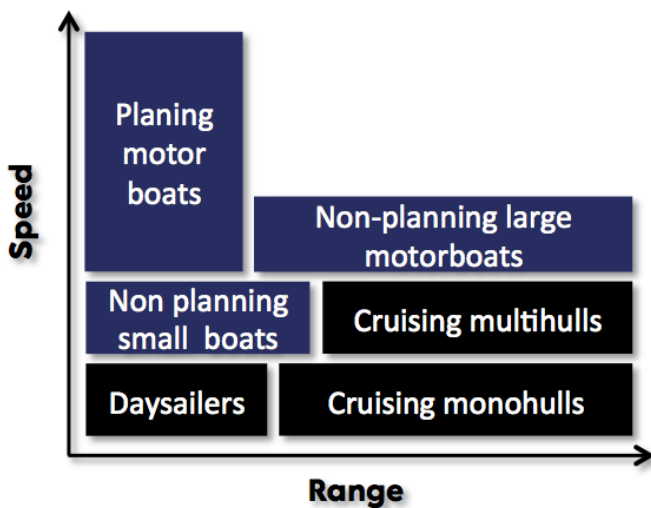 Speed
Planing
motor
boats
Non-planning large
motorboats
Non planning
small boats
Cruising multihulls
Daysailers
Cruising monohulls
Range